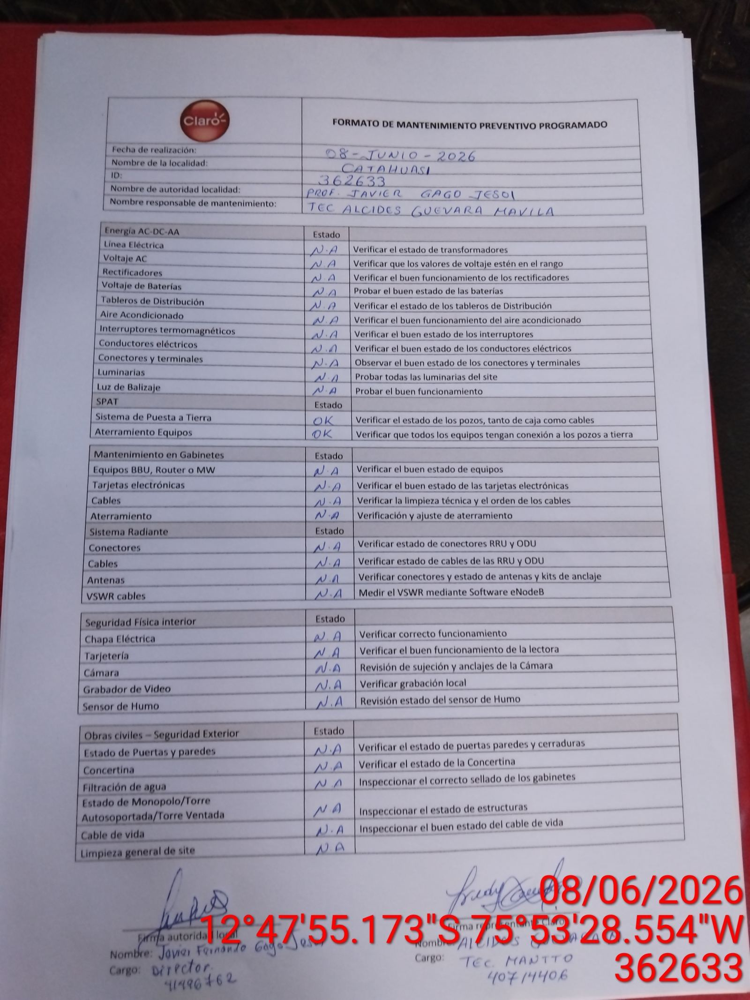 Claro
FORMATO DE MANTENIMIENTO PREVENTIVO PROGRAMADO
Fecha de realización: 08-JUNIO-2026
Nombre de la localidad: CATAHUASI
ID: 362633
Nombre de autoridad localidad: PROF. JAVIER GAGO JESUI
Nombre responsable de mantenimiento: TEC ALCIDES GUEVARA MAVILA
Energía AC-DC-AA Estado
Línea Eléctrica N.A Verificar el estado de transformadores
Voltaje AC N.A Verificar que los valores de voltaje estén en el rango
Rectificadores N.A Verificar el buen funcionamiento de los rectificadores
Voltaje de Baterías N.A Probar el buen estado de las baterías
Tableros de Distribución N.A Verificar el estado de los tableros de Distribución
Aire Acondicionado N.A Verificar el buen funcionamiento del aire acondicionado
Interruptores termomagnéticos N.A Verificar el buen estado de los interruptores
Conductores eléctricos N.A Verificar el buen estado de los conductores eléctricos
Conectores y terminales N.A Observar el buen estado de los conectores y terminales
Luminarias N.A Probar todas las luminarias del site
Luz de Balizaje N.A Probar el buen funcionamiento
SPAT Estado
Sistema de Puesta a Tierra OK Verificar el estado de los pozos, tanto de caja como cables
Aterramiento Equipos OK Verificar que todos los equipos tengan conexión a los pozos a tierra
Mantenimiento en Gabinetes Estado
Equipos BBU, Router o MW N.A Verificar el buen estado de equipos
Tarjetas electrónicas N.A Verificar el buen estado de las tarjetas electrónicas
Cables N.A Verificar la limpieza técnica y el orden de los cables
Aterramiento N.A Verificación y ajuste de aterramiento
Sistema Radiante Estado
Conectores N.A Verificar estado de conectores RRU y ODU
Cables N.A Verificar estado de cables de las RRU y ODU
Antenas N.A Verificar conectores y estado de antenas y kits de anclaje
VSWR cables N.A Medir el VSWR mediante Software eNodeB
Seguridad Física interior Estado
Chapa Eléctrica N.A Verificar correcto funcionamiento
Tarjetería N.A Verificar el buen funcionamiento de la lectora
Cámara N.A Revisión de sujeción y anclajes de la Cámara
Grabador de Video N.A Verificar grabación local
Sensor de Humo N.A Revisión estado del sensor de Humo
Obras civiles – Seguridad Exterior Estado
Estado de Puertas y paredes N.A Verificar el estado de puertas paredes y cerraduras
Concertina N.A Verificar el estado de la Concertina
Filtración de agua N A Inspeccionar el correcto sellado de los gabinetes
Estado de Monopolo/Torre
Autosoportada/Torre Ventada N A Inspeccionar el estado de estructuras
Cable de vida N.A Inspeccionar el buen estado del cable de vida
Limpieza general de site N.A
08/06/2026
12°47'55.173"S 75°53'28.554"W
362633
Firma autoridad local
Nombre: Javier Fernando Gago
Cargo: Director.
41496762
Firma representante Claro
Nombre: ALCIDES
Cargo: TEC. MANTTO
40714406